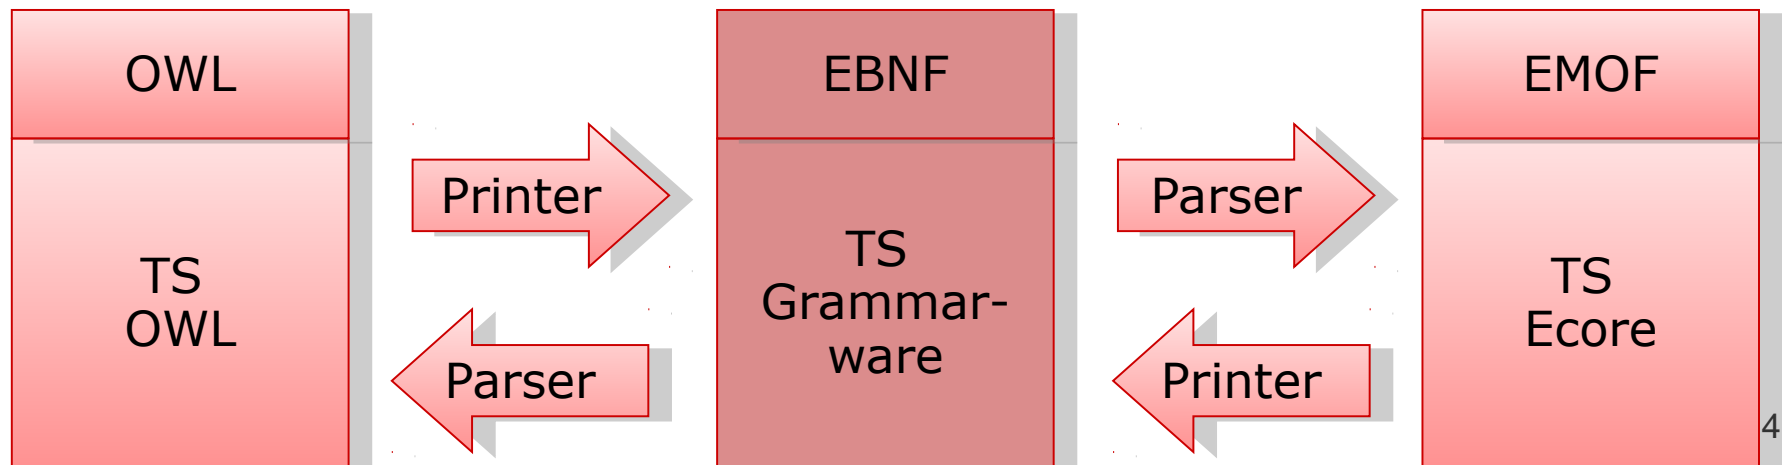 OWL
EBNF
EMOF
Printer
Parser
TS
OWL
TS
Grammar-
ware
TS
Ecore
Parser
Printer
4